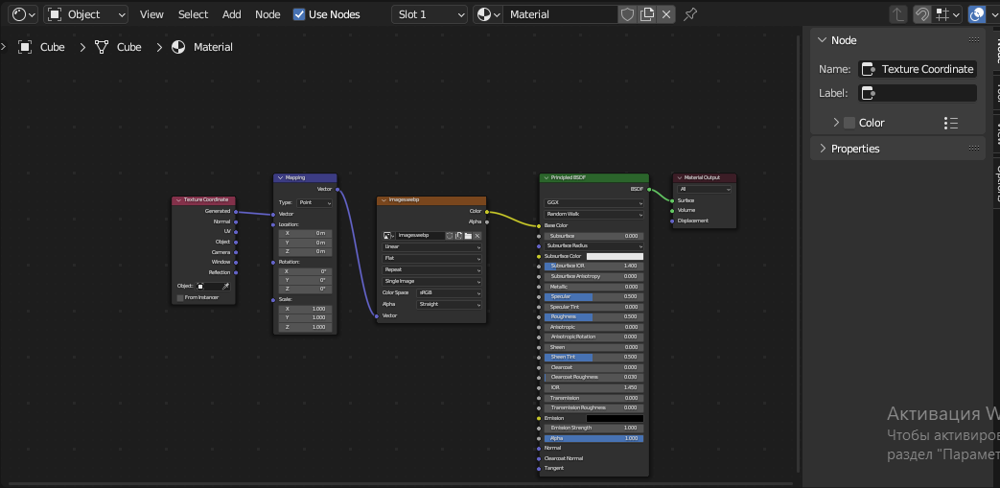 Object View Select Add Node Use Nodes Slot 1 Material
Cube Cube Material
Node
Name: Texture Coordinate
Label:
Color
Properties
Texture Coordinate
Generated
Normal
UV
Object
Camera
Window
Reflection
Object:
From Instancer
Mapping
Vector
Type: Point
Vector
Location:
X 0 m
Y 0 m
Z 0 m
Rotation:
X 0°
Y 0°
Z 0°
Scale:
X 1.000
Y 1.000
Z 1.000
images.webp
Color
Alpha
images.webp
Linear
Flat
Repeat
Single Image
Color Space sRGB
Alpha Straight
Vector
Principled BSDF
BSDF
GGX
Random Walk
Base Color
Subsurface 0.000
Subsurface Radius
Subsurface Color
Subsurface IOR 1.400
Subsurface Anisotropy 0.000
Metallic 0.000
Specular 0.500
Specular Tint 0.000
Roughness 0.500
Anisotropic 0.000
Anisotropic Rotation 0.000
Sheen 0.000
Sheen Tint 0.500
Clearcoat 0.000
Clearcoat Roughness 0.030
IOR 1.450
Transmission 0.000
Transmission Roughness 0.000
Emission
Emission Strength 1.000
Alpha 1.000
Normal
Clearcoat Normal
Tangent
Material Output
All
Surface
Volume
Displacement
Активация W
Чтобы активиров
раздел "Парамет